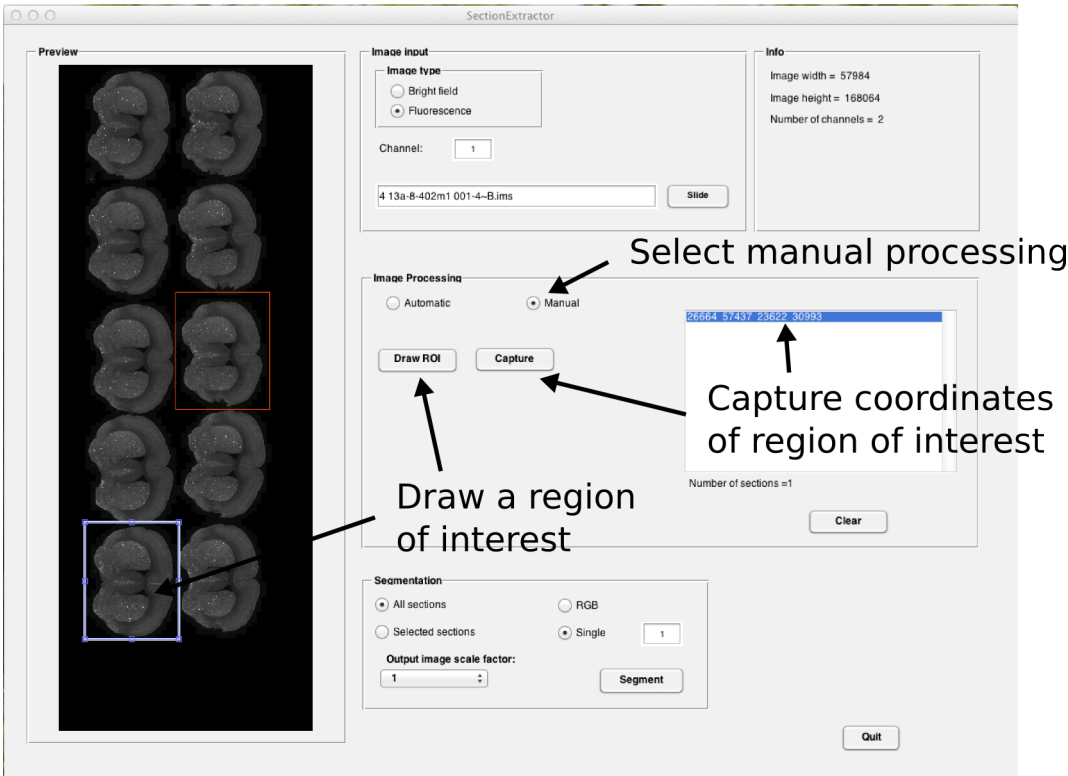 SectionExtractor
Preview
Image input
Image type
Bright field
Fluorescence
Channel: 1
4 13a-8-402m1 001-4~B.ims
Slide
Info
Image width = 57984
Image height = 168064
Number of channels = 2
Select manual processing
Image Processing
Automatic
Manual
26664 57437 23622 30993
Draw ROI
Capture
Capture coordinates
of region of interest
Draw a region
of interest
Number of sections =1
Clear
Segmentation
All sections
RGB
Selected sections
Single 1
Output image scale factor:
1
Segment
Quit